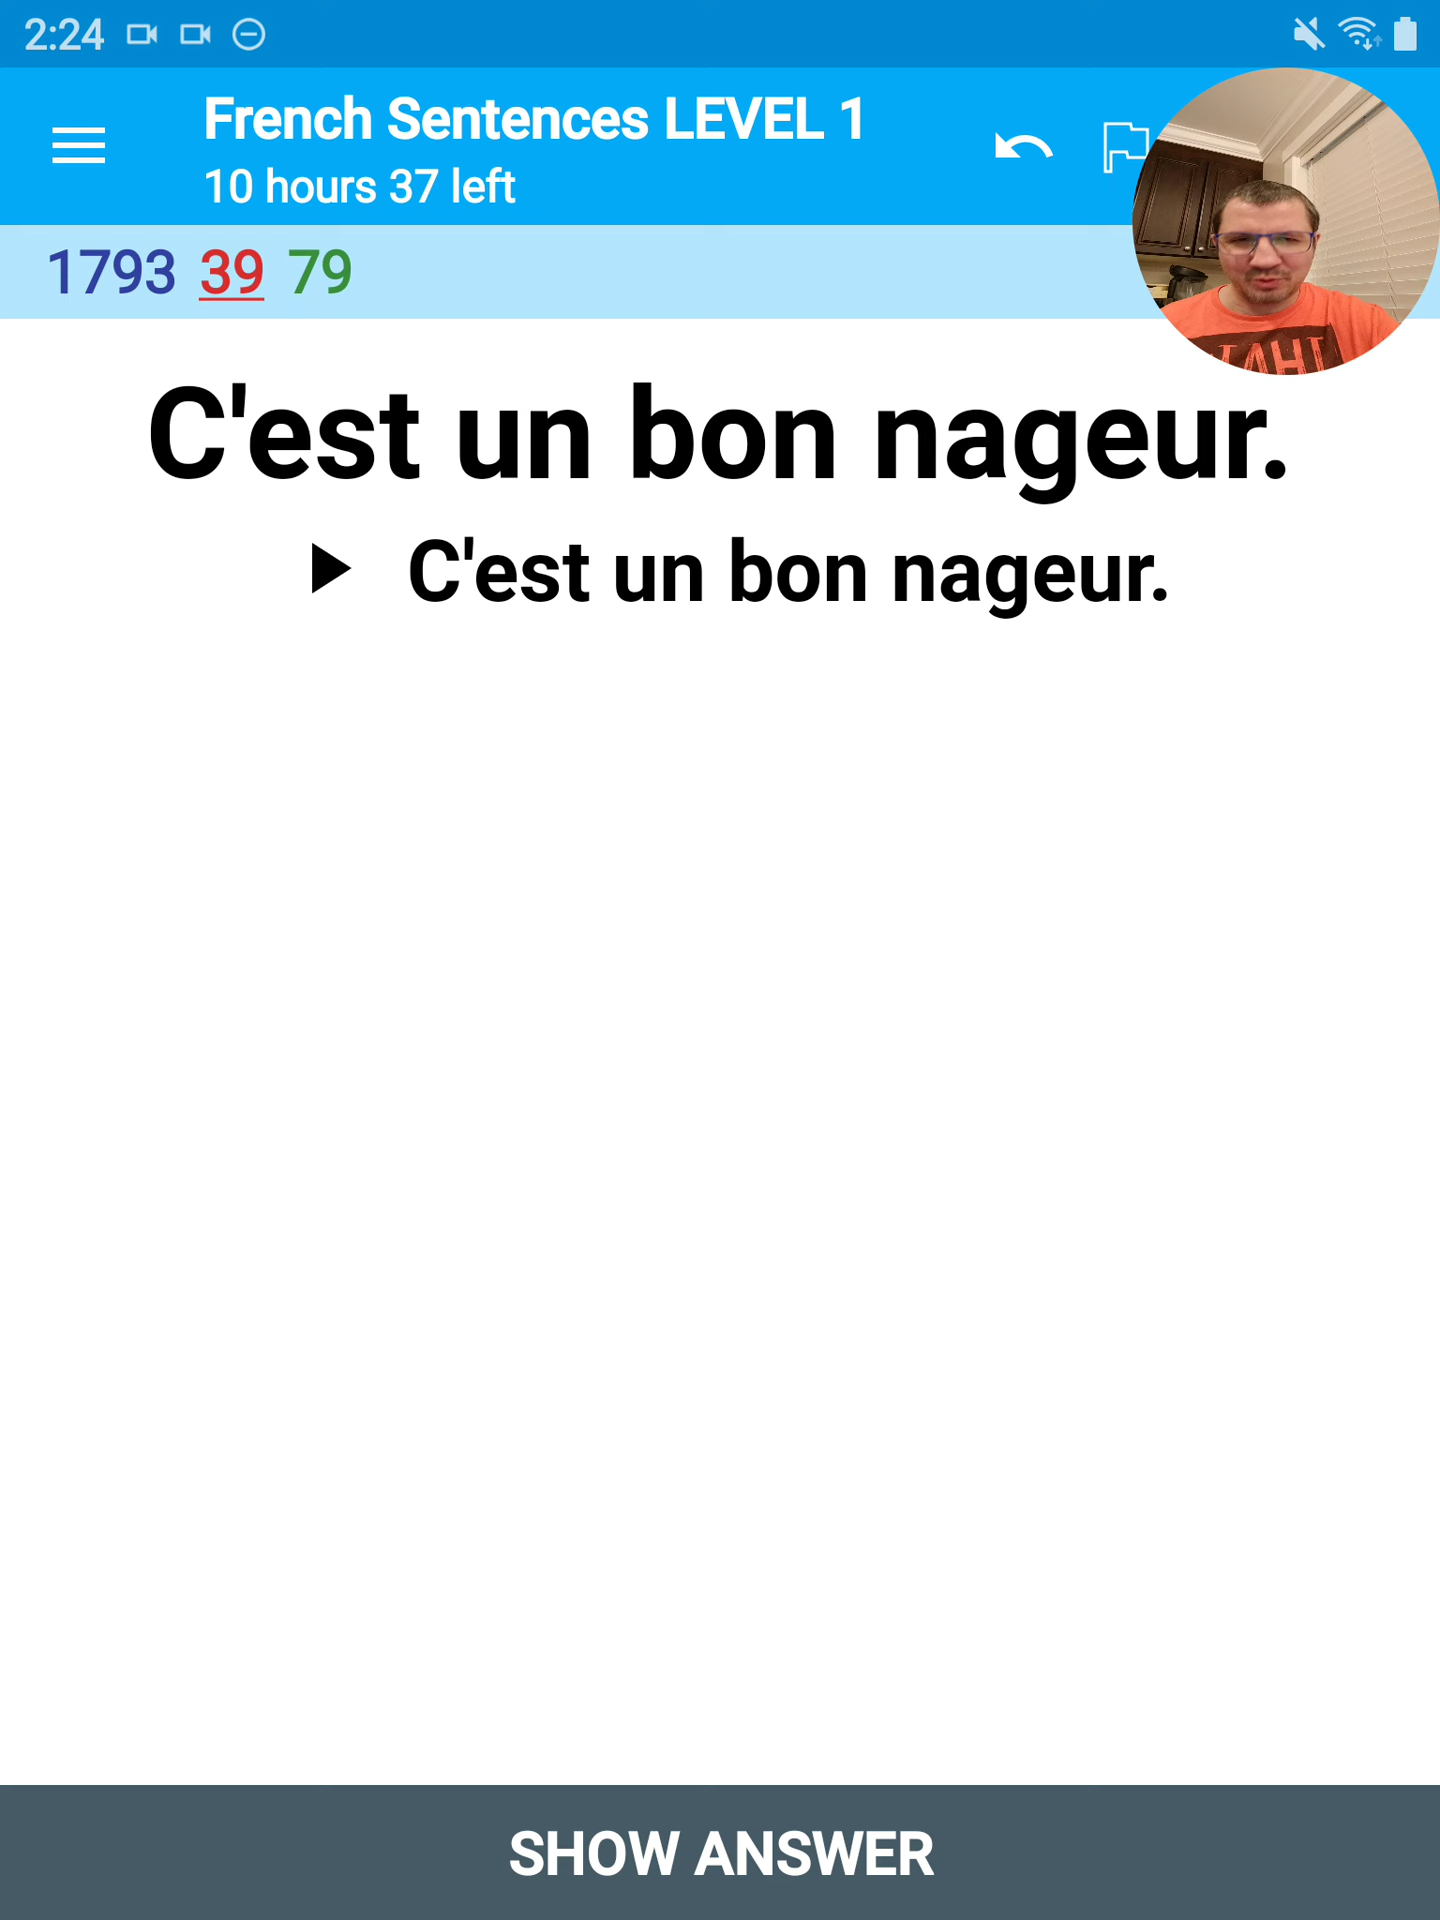 2:24
French Sentences LEVEL 1
10 hours 37 left
1793 39 79
C'est un bon nageur.
C'est un bon nageur.
SHOW ANSWER